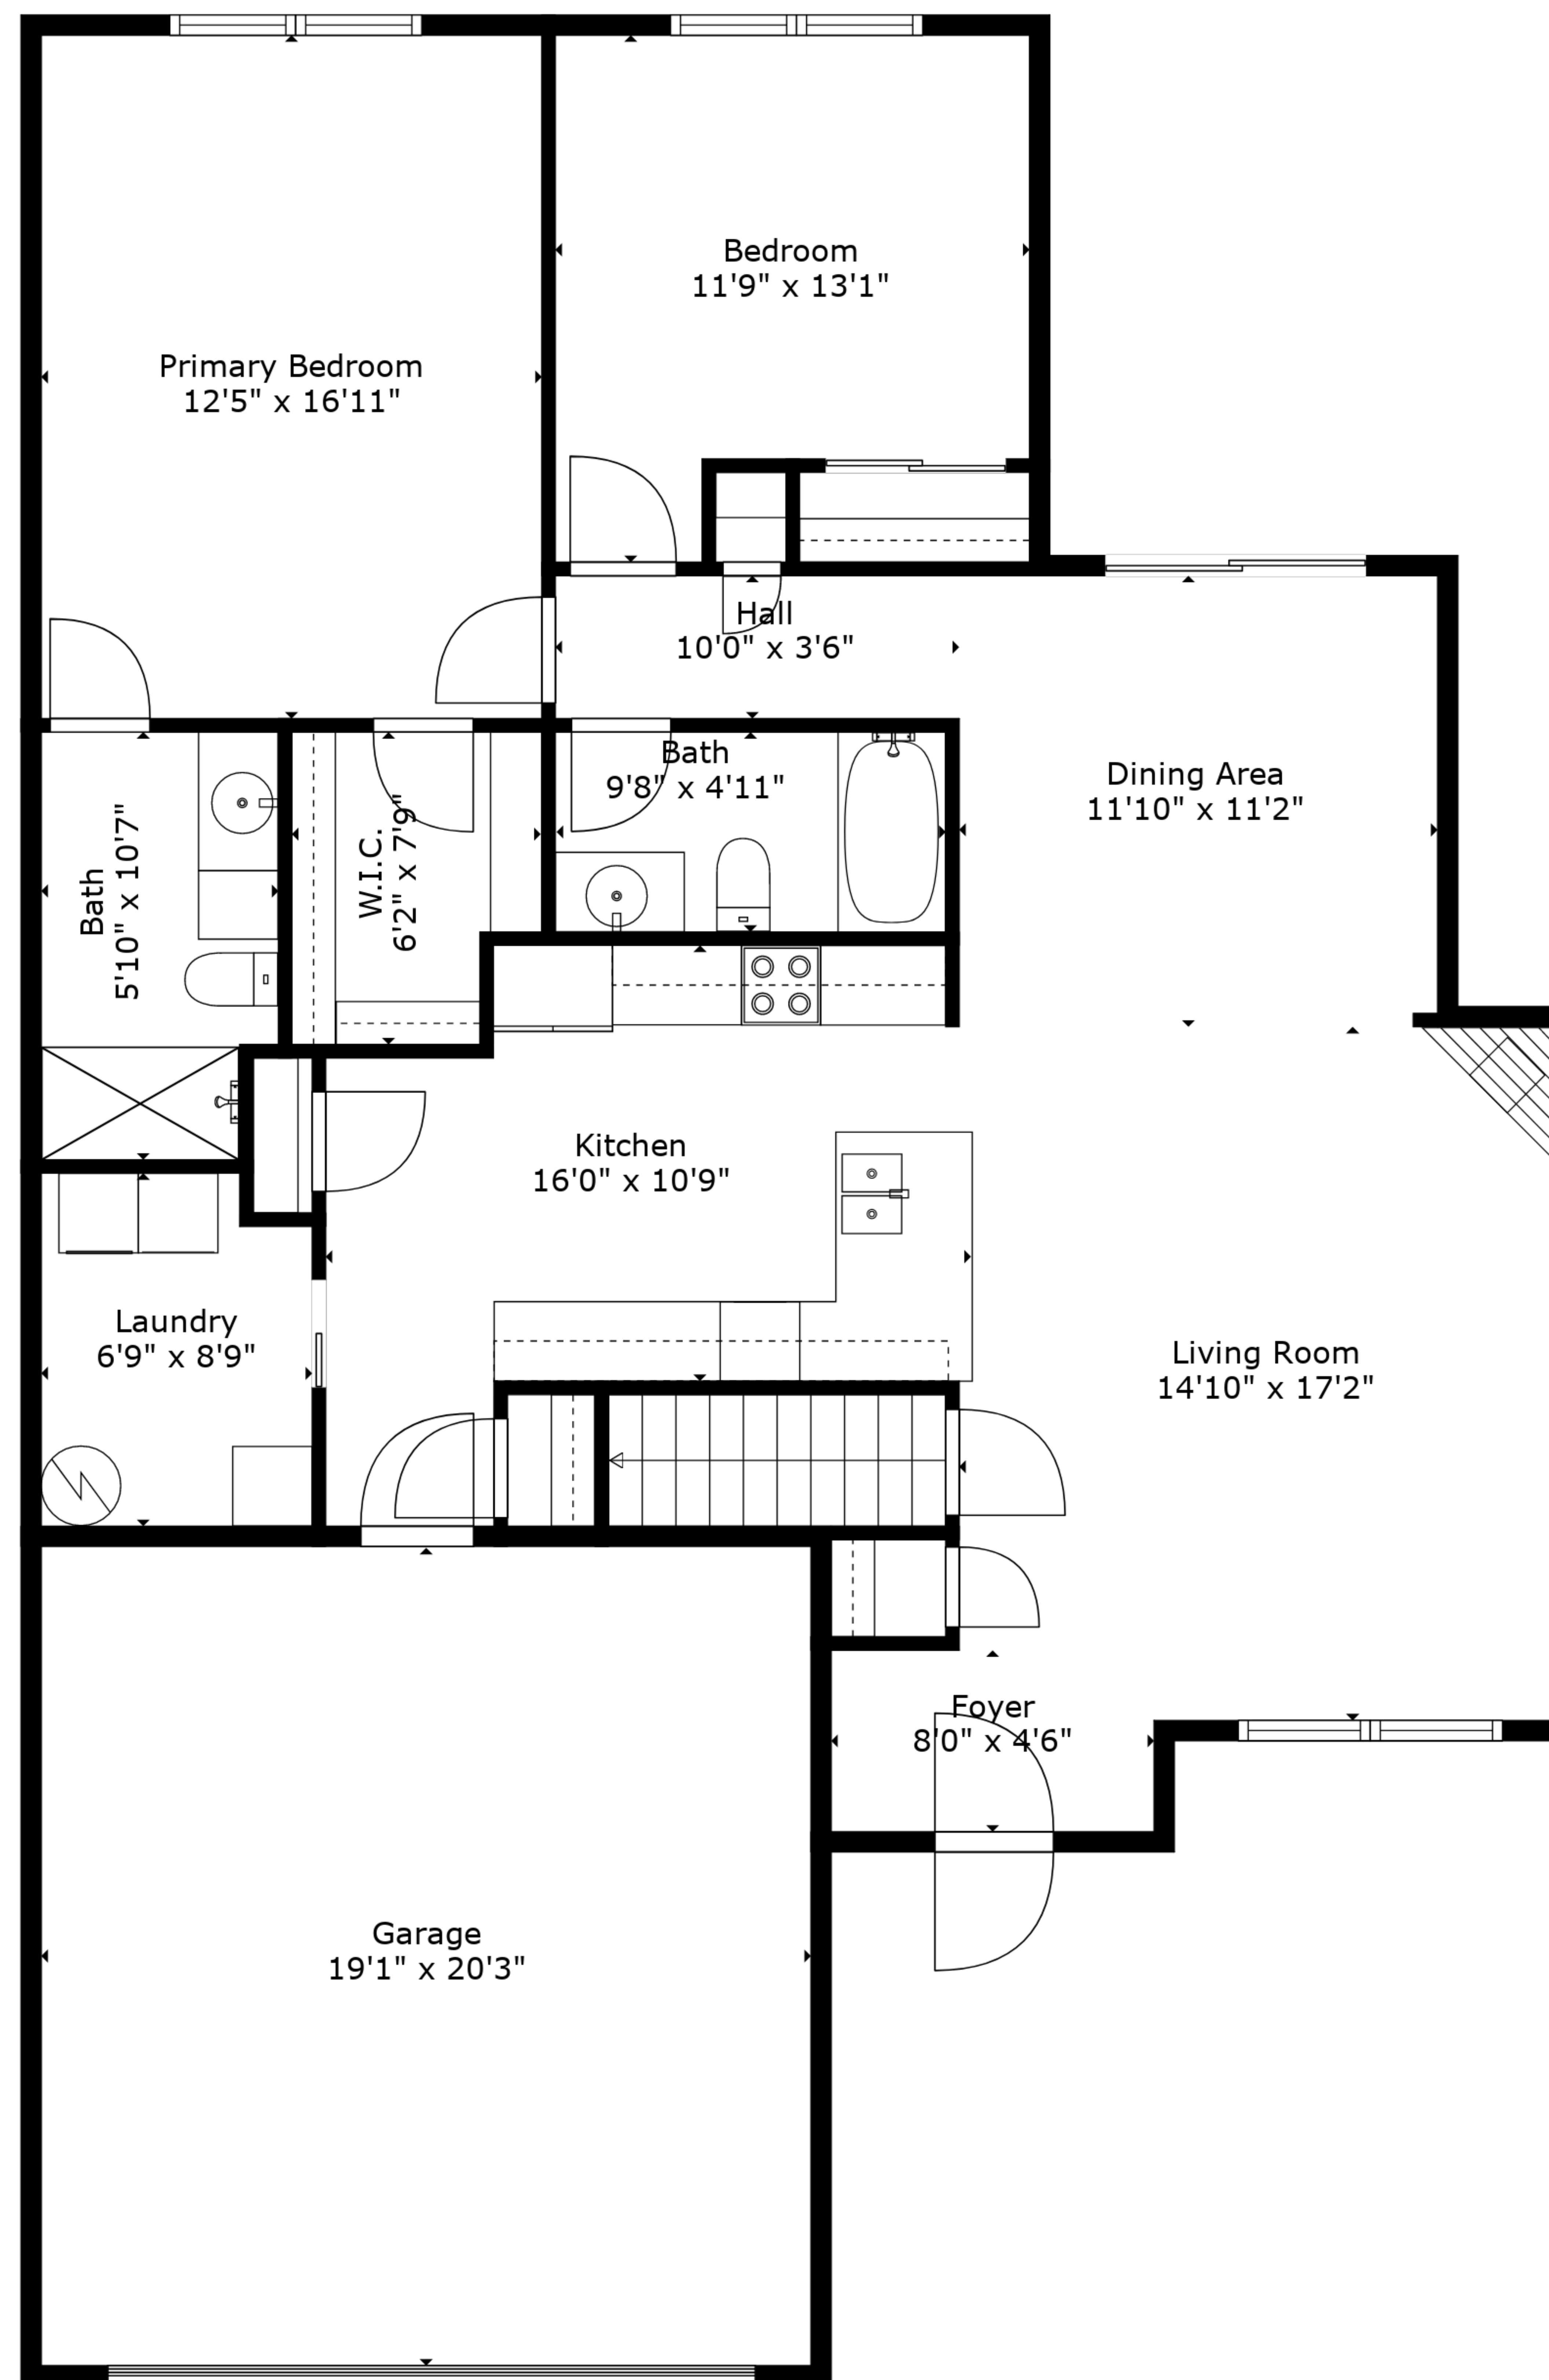 Bedroom
11'9" x 13'1"
Primary Bedroom
12'5" x 16'11"
Hall
10'0" x 3'6"
Bath
9'8" x 4'11"
Dining Area
11'10" x 11'2"
Bath
5'10" x 10'7"
W.I.C.
6'2" x 7'9"
Kitchen
16'0" x 10'9"
Laundry
6'9" x 8'9"
Living Room
14'10" x 17'2"
Foyer
8'0" x 4'6"
Garage
19'1" x 20'3"